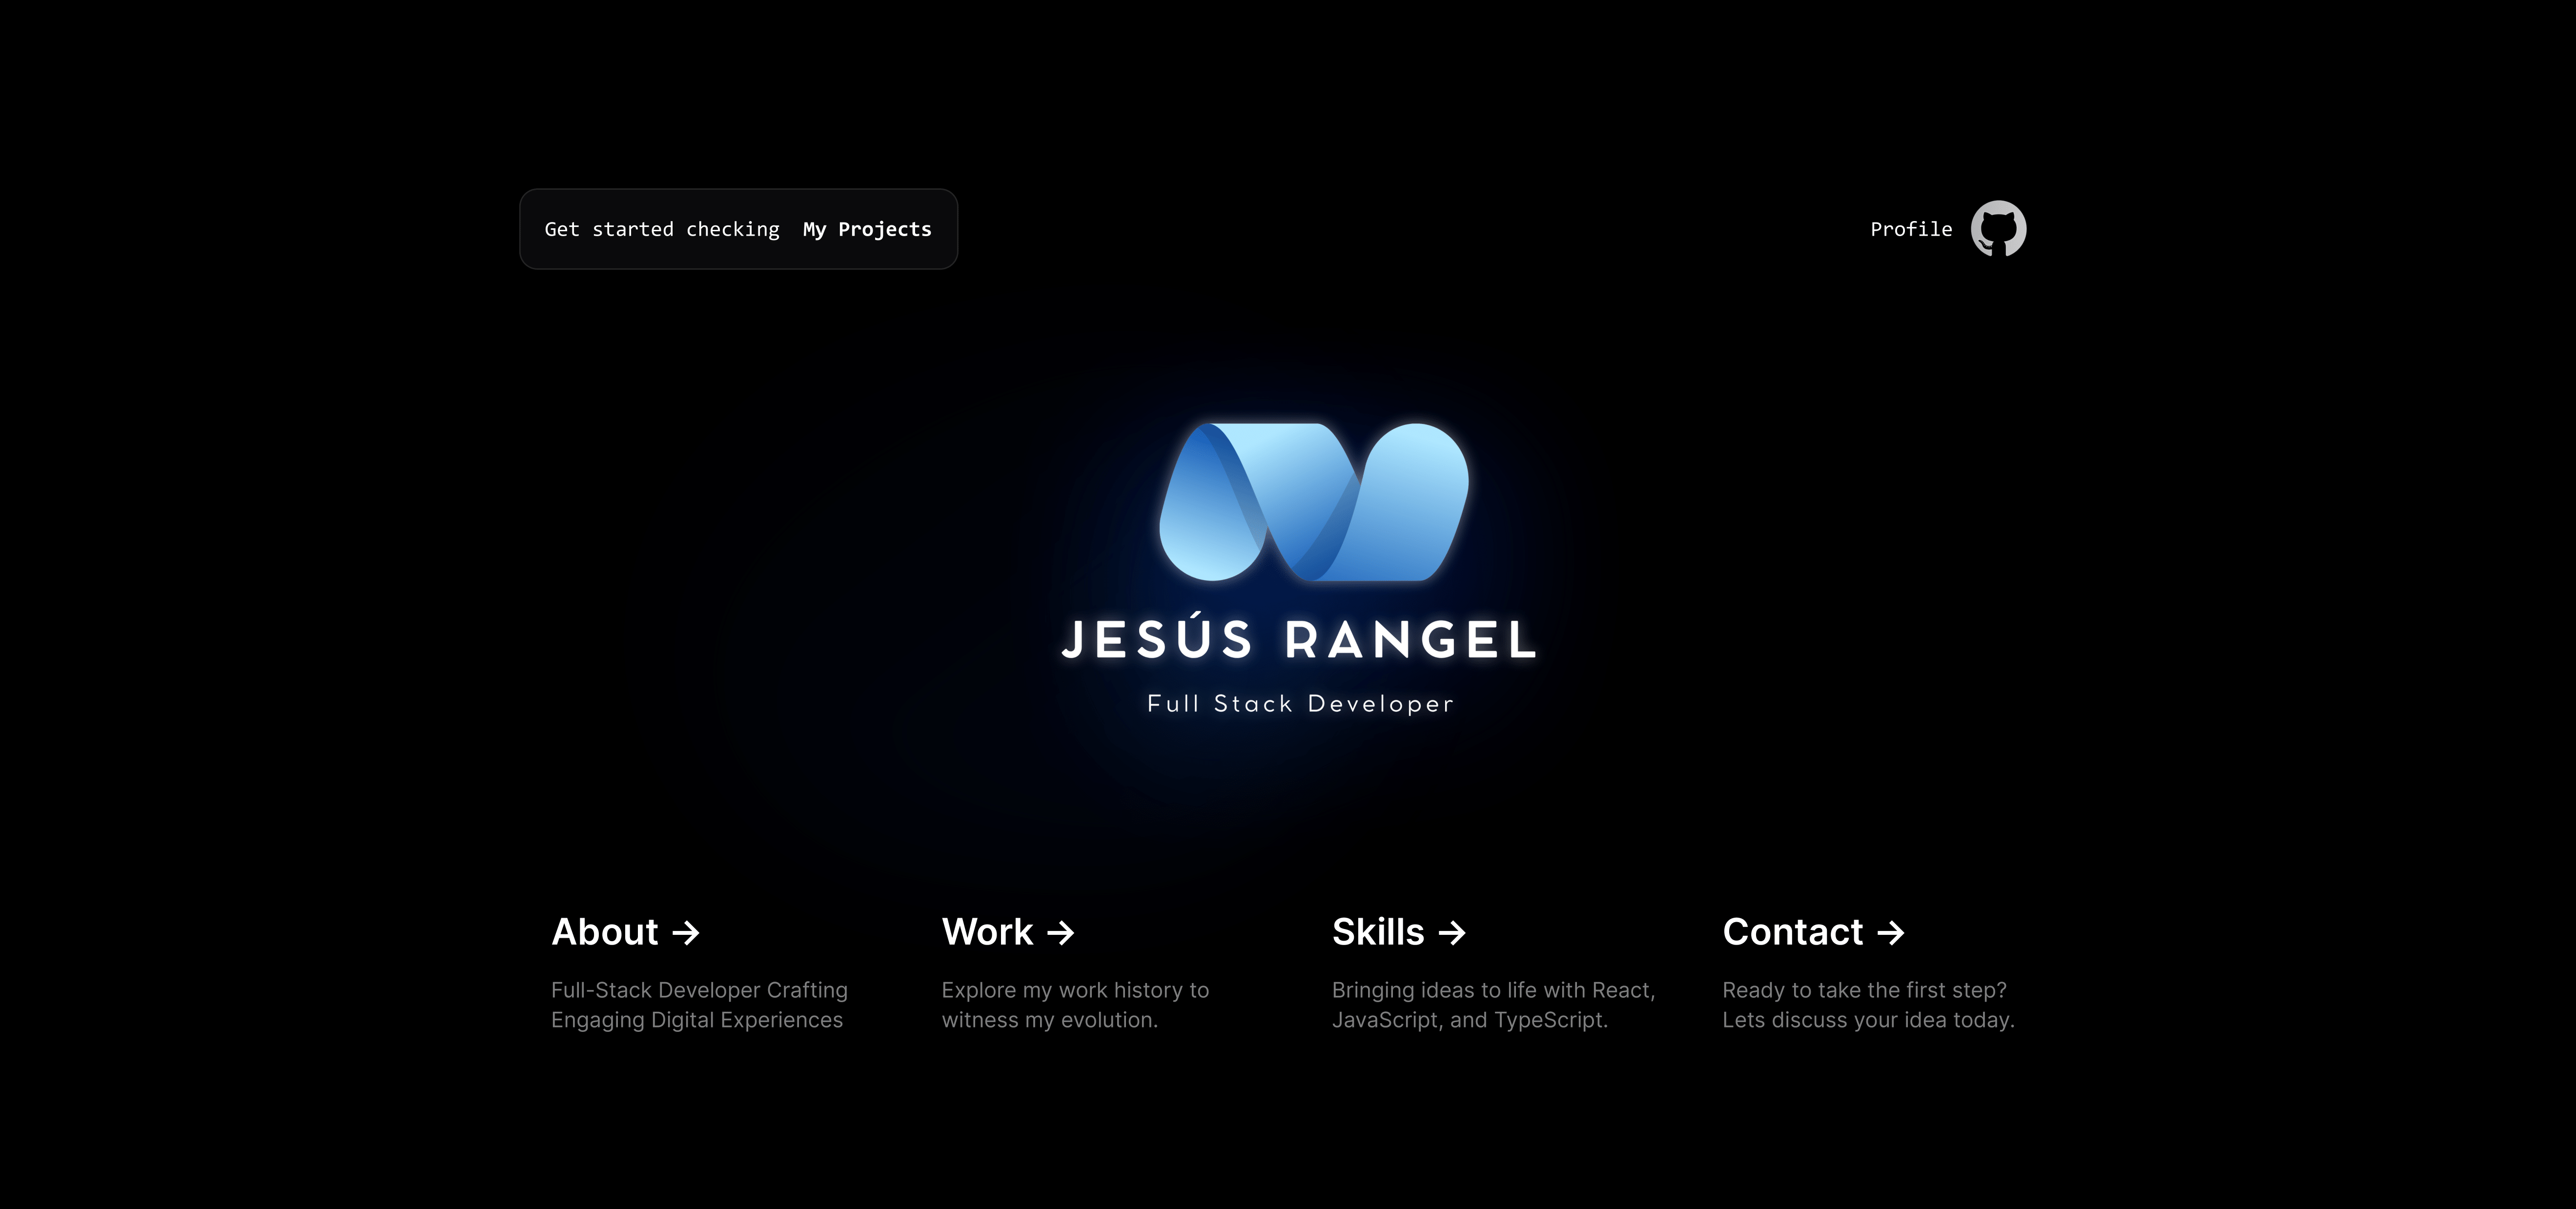 Get started checking My Projects
Profile
JESÚS RANGEL
Full Stack Developer
About →
Full-Stack Developer Crafting
Engaging Digital Experiences
Work →
Explore my work history to
witness my evolution.
Skills →
Bringing ideas to life with React,
JavaScript, and TypeScript.
Contact →
Ready to take the first step?
Lets discuss your idea today.